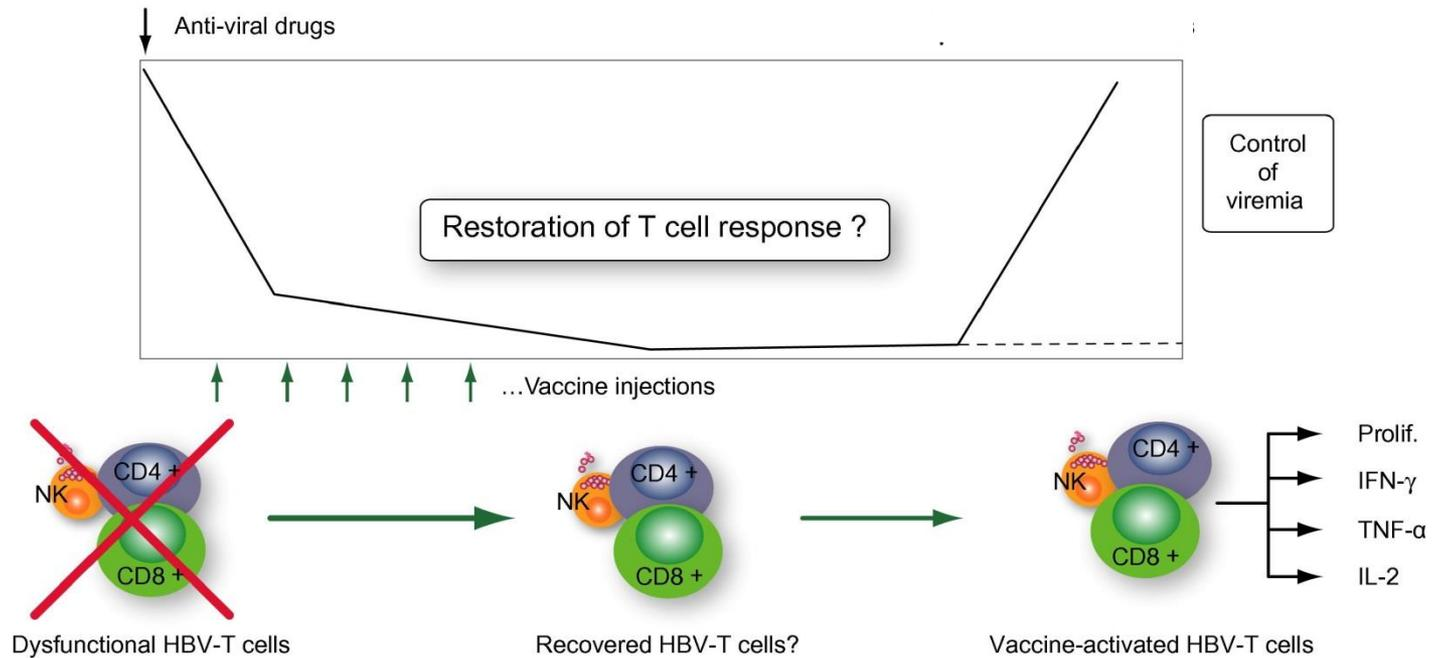 Anti-viral drugs
Restoration of T cell response ?
Control
of
viremia
...Vaccine injections
NK
CD4 +
CD8 +
NK
CD4 +
CD8 +
NK
CD4 +
CD8 +
Prolif.
IFN-γ
TNF-α
IL-2
Dysfunctional HBV-T cells
Recovered HBV-T cells?
Vaccine-activated HBV-T cells